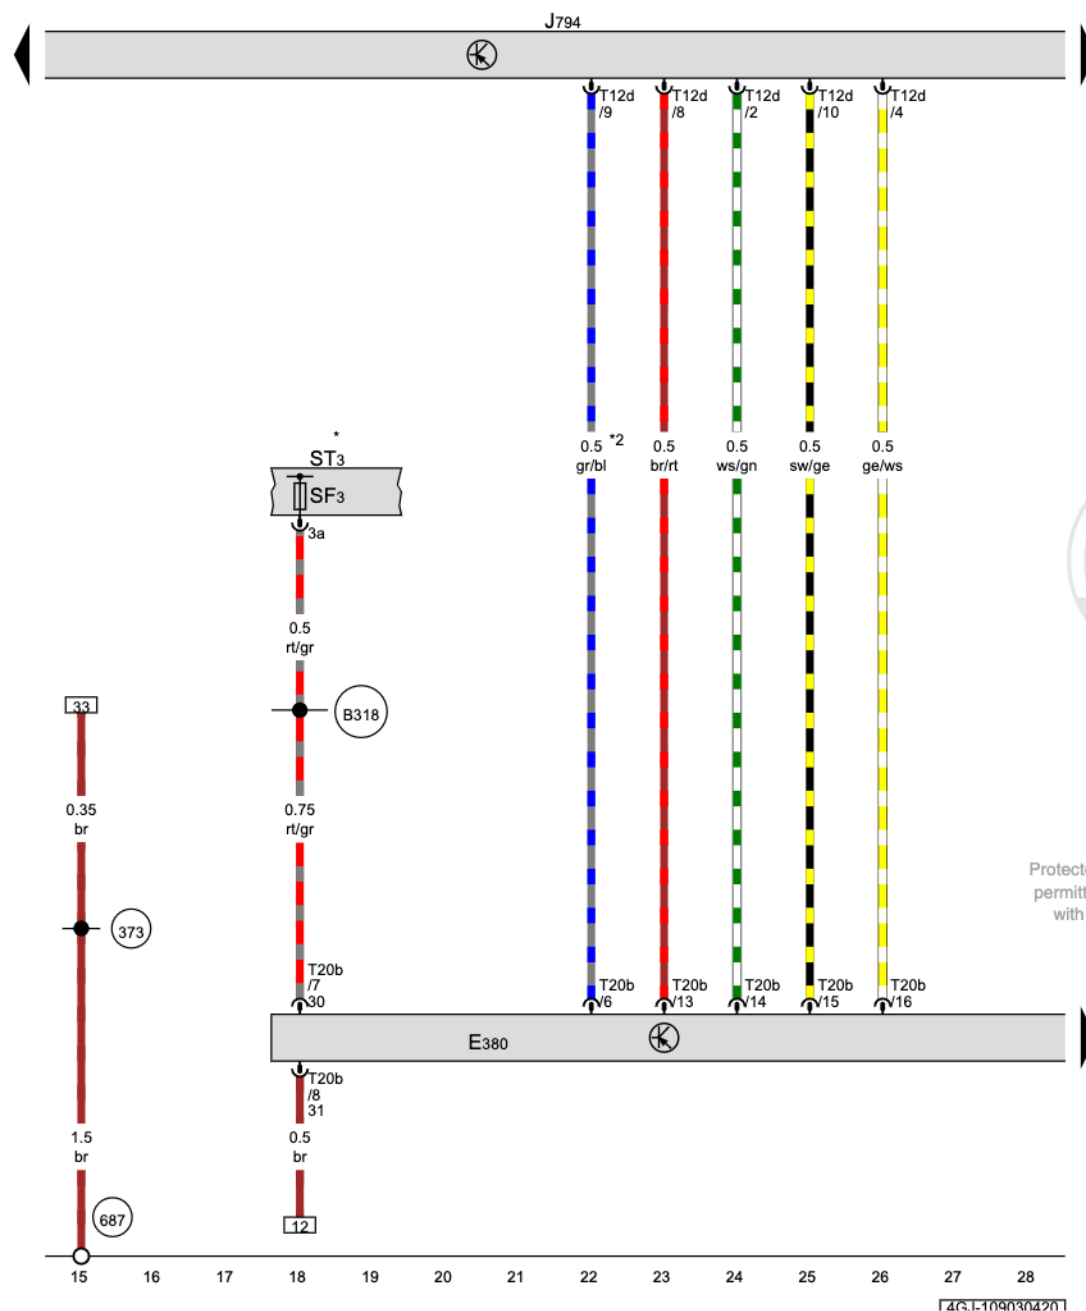 J794
T12d
/9
T12d
/8
T12d
/2
T12d
/10
T12d
/4
*
ST3
SF3
3a
0.5
gr/bl
*2
0.5
br/rt
0.5
ws/gn
0.5
sw/ge
0.5
ge/ws
0.5
rt/gr
33
B318
0.35
br
0.75
rt/gr
Protecte
permitt
with
373
T20b
/7
30
T20b
/6
T20b
/13
T20b
/14
T20b
/15
T20b
/16
E380
T20b
/8
31
1.5
br
0.5
br
687
12
15 16 17 18 19 20 21 22 23 24 25 26 27 28
4GJ-109030420